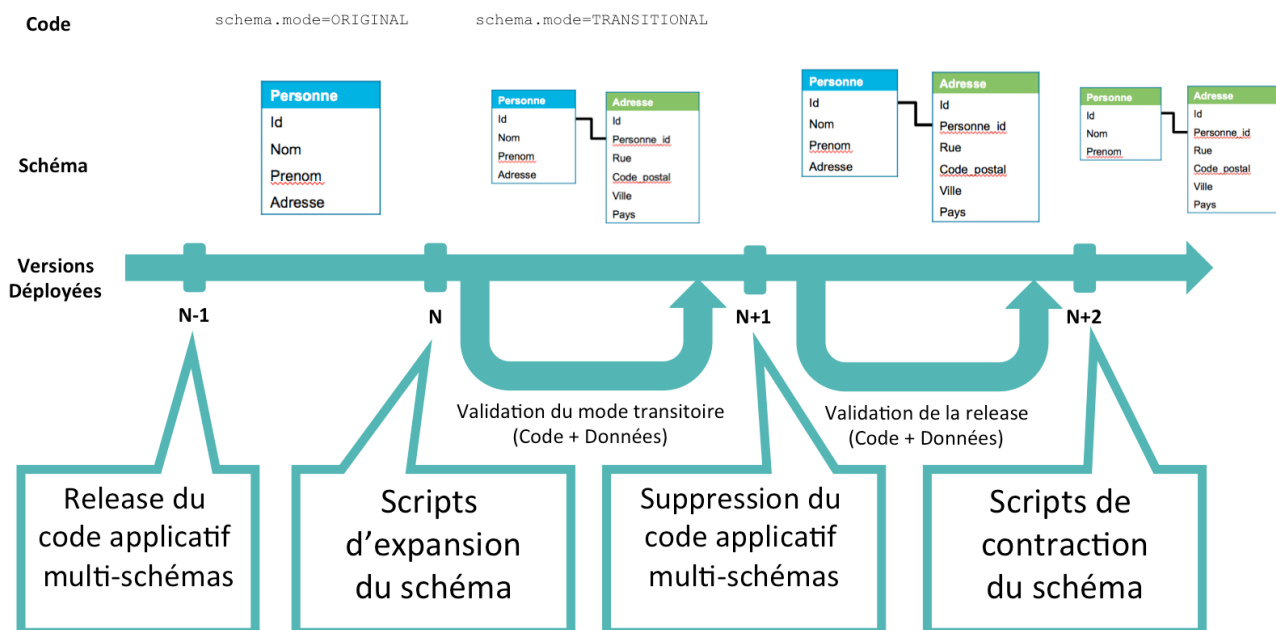 Code
schema.mode=ORIGINAL
schema.mode=TRANSITIONAL
Schéma
Personne
Id
Nom
Prenom
Adresse
Personne
Id
Nom
Prenom
Adresse
Adresse
Id
Personne_id
Rue
Code_postal
Ville
Pays
Personne
Id
Nom
Prenom
Adresse
Adresse
Id
Personne_id
Rue
Code_postal
Ville
Pays
Personne
Id
Nom
Prenom
Adresse
Id
Personne_id
Rue
Code_postal
Ville
Pays
Versions
Déployées
N-1
N
N+1
N+2
Validation du mode transitoire
(Code + Données)
Validation de la release
(Code + Données)
Release du
code applicatif
multi-schémas
Scripts
d’expansion
du schéma
Suppression du
code applicatif
multi-schémas
Scripts de
contraction
du schéma